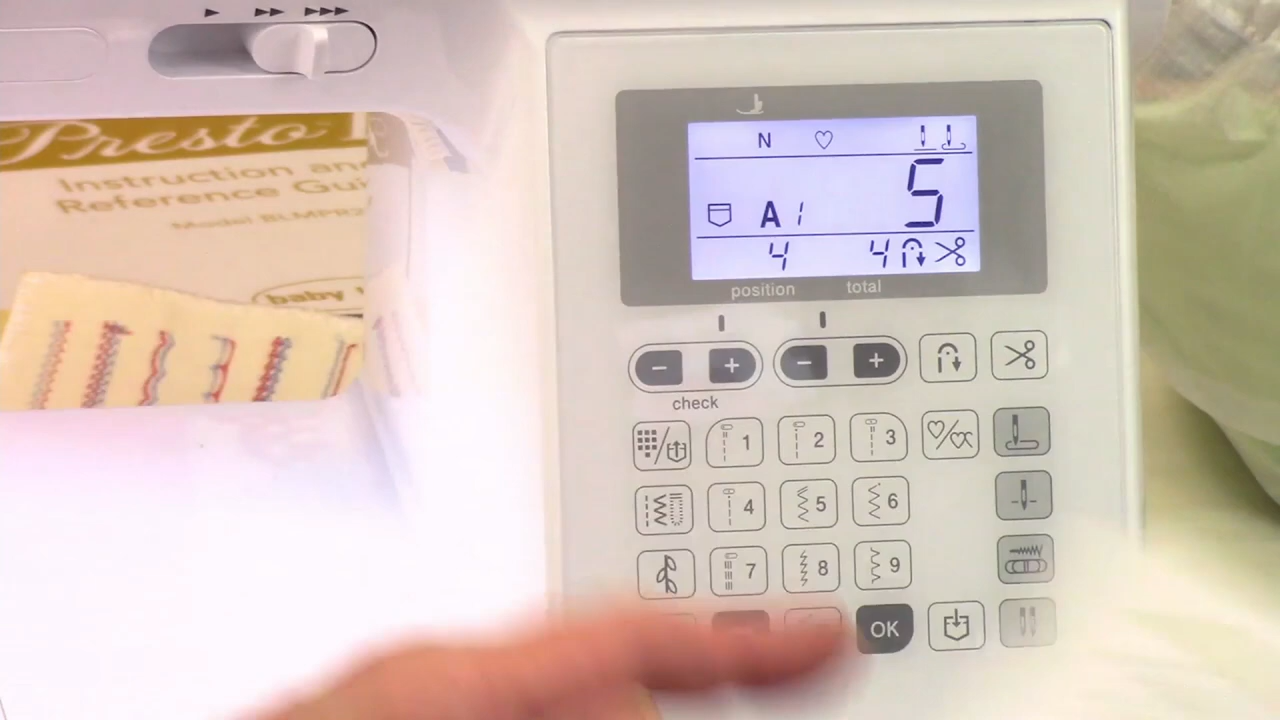 Presto
Instruction and
Reference Gui
Model BLMPR2
baby
N
A 1 5
4 4
position total
− + − +
check
1 2 3
4 5 6
7 8 9
OK